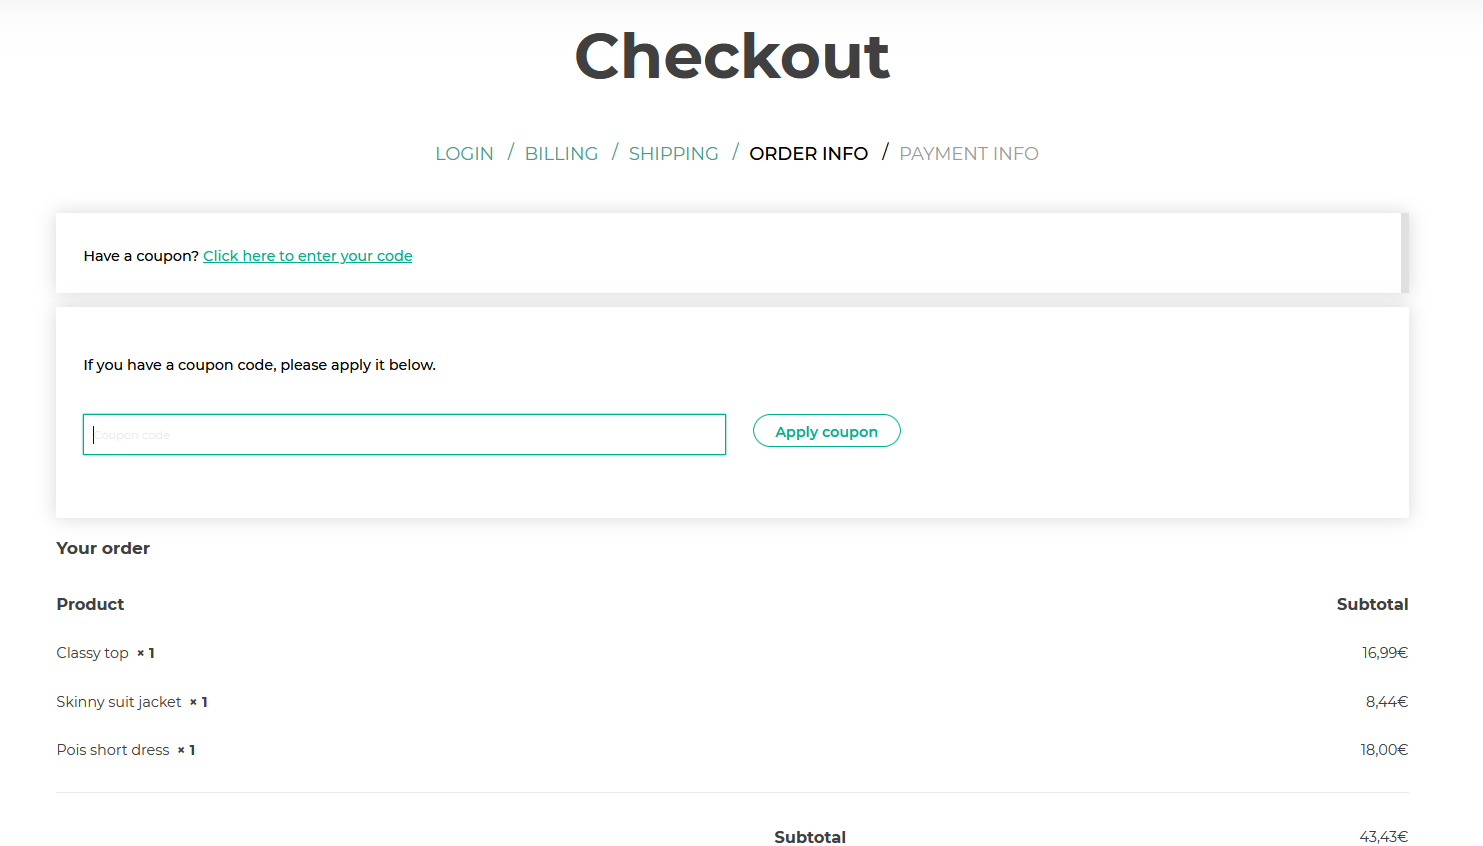 Checkout
LOGIN / BILLING / SHIPPING / ORDER INFO / PAYMENT INFO
Have a coupon? Click here to enter your code
If you have a coupon code, please apply it below.
Coupon code
Apply coupon
Your order
Product Subtotal
Classy top × 1 16,99€
Skinny suit jacket × 1 8,44€
Pois short dress × 1 18,00€
Subtotal 43,43€